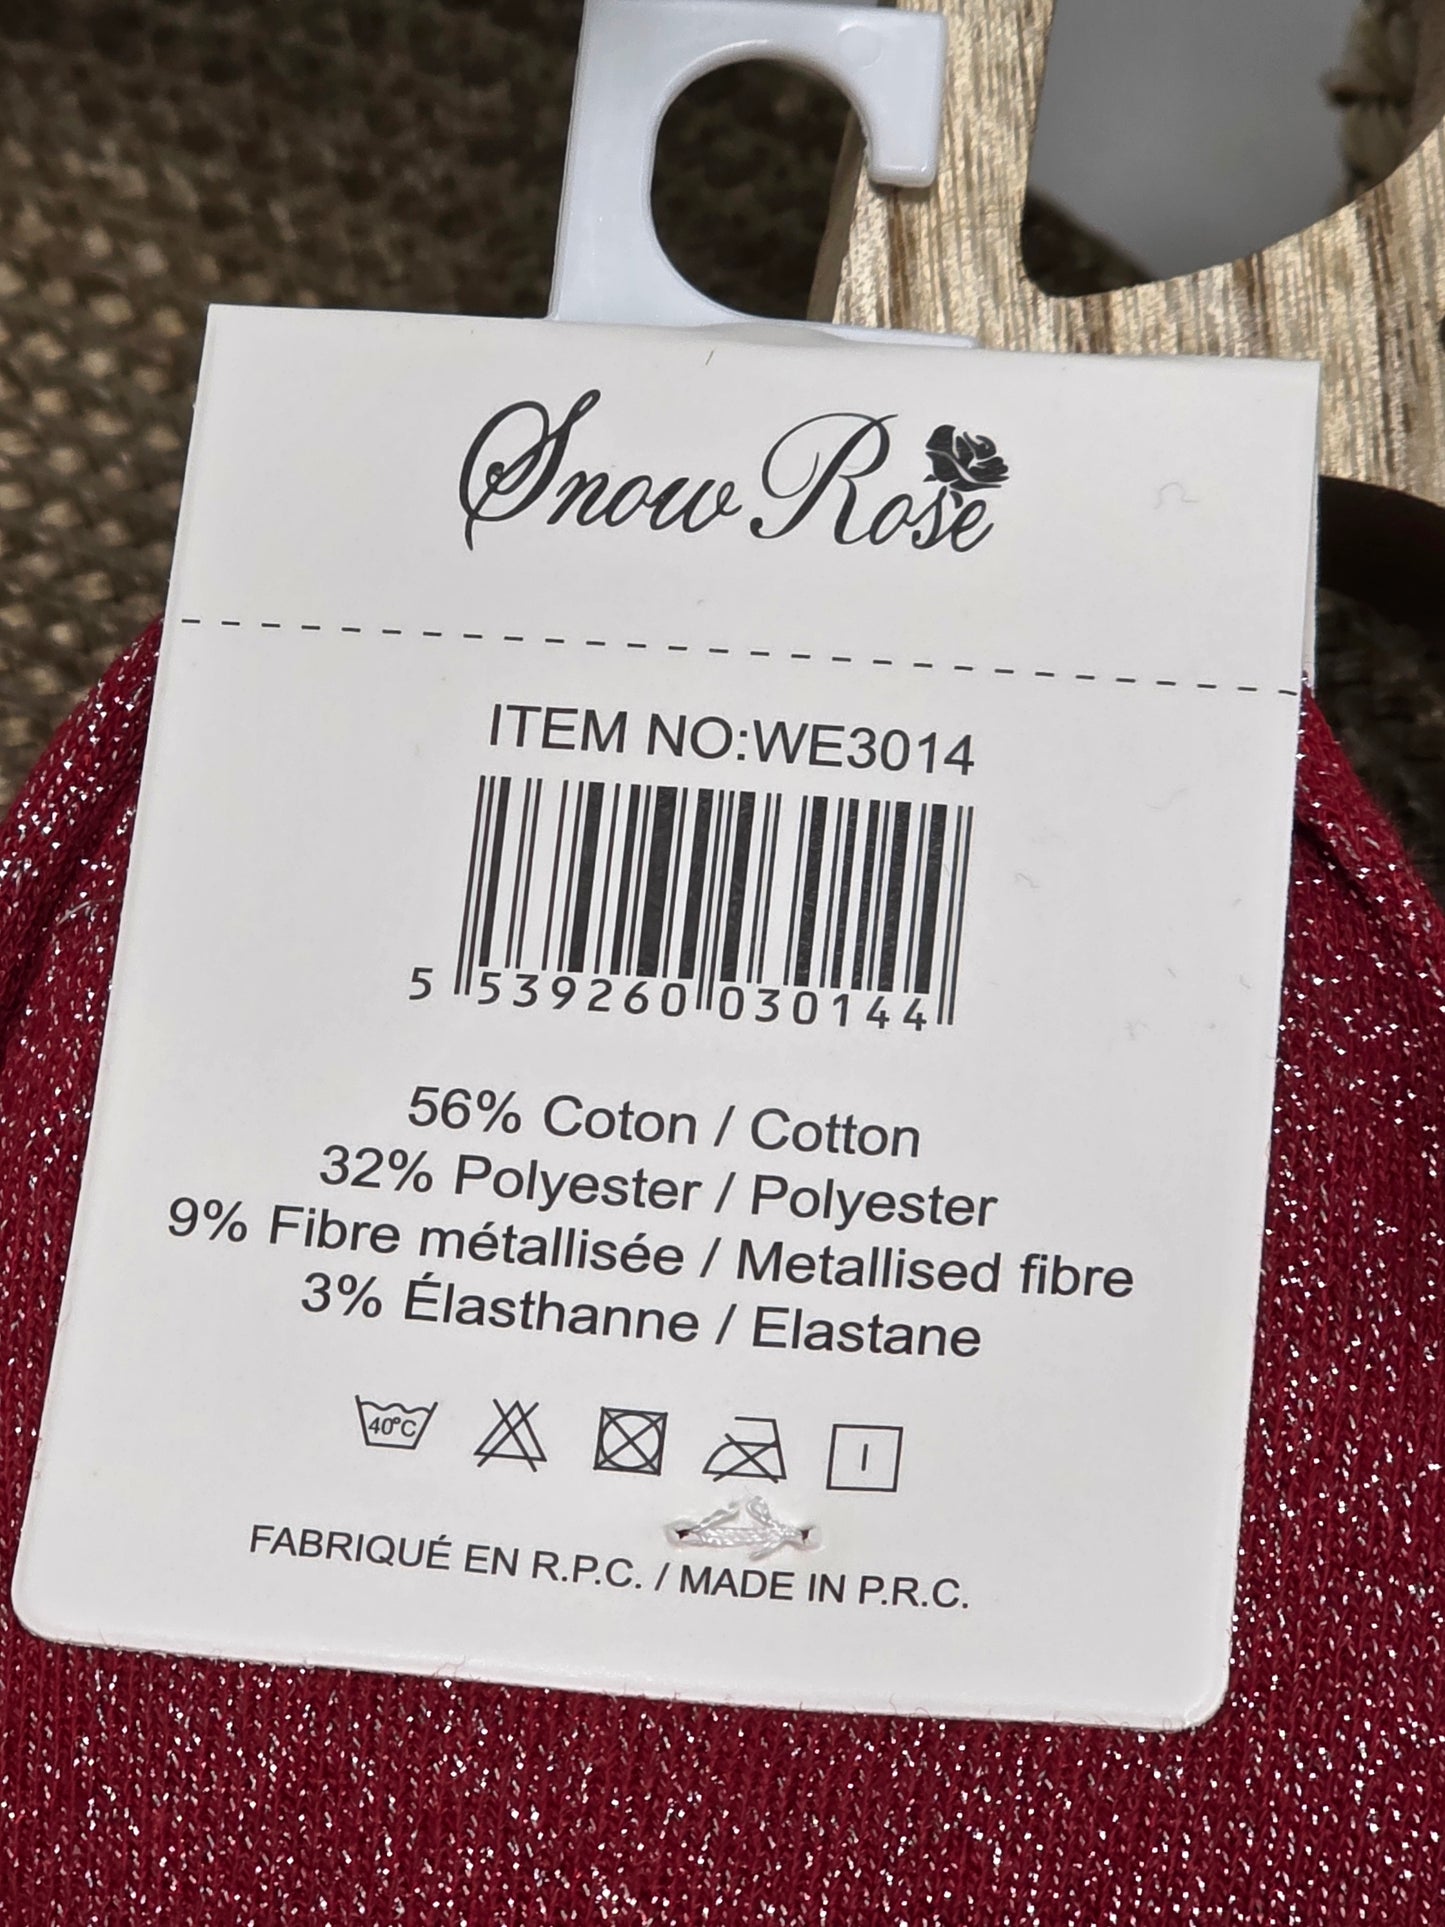 Snow Rose
ITEM NO:WE3014
5 539260 030144
56% Coton / Cotton
32% Polyester / Polyester
9% Fibre métallisée / Metallised fibre
3% Élasthanne / Elastane
40°C
FABRIQUÉ EN R.P.C. / MADE IN P.R.C.